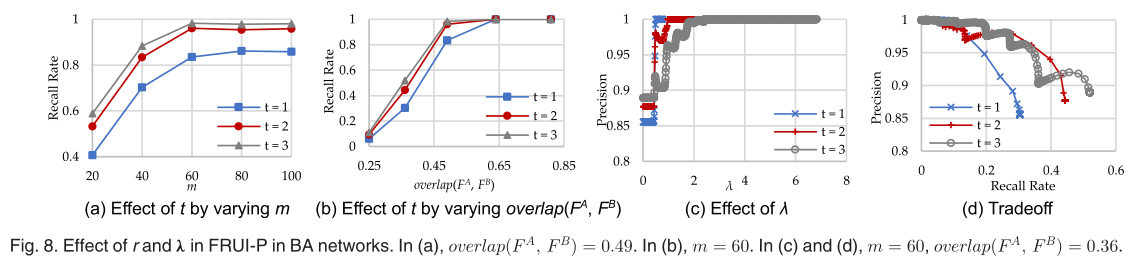 1
0.8
0.6
0.4
Recall Rate
20 40 60 80 100
m
t = 1
t = 2
t = 3
(a) Effect of t by varying m
1
0.8
0.6
0.4
0.2
0
Recall Rate
0.25 0.45 0.65 0.85
overlap(F^A, F^B)
t = 1
t = 2
t = 3
(b) Effect of t by varying overlap(F^A, F^B)
1
0.95
0.9
0.85
0.8
Precision
0 2 4 6 8
λ
t = 1
t = 2
t = 3
(c) Effect of λ
1
0.95
0.9
0.85
0.8
Precision
0 0.2 0.4 0.6
Recall Rate
t = 1
t = 2
t = 3
(d) Tradeoff
Fig. 8. Effect of r and λ in FRUI-P in BA networks. In (a), overlap(F^A, F^B) = 0.49. In (b), m = 60. In (c) and (d), m = 60, overlap(F^A, F^B) = 0.36.